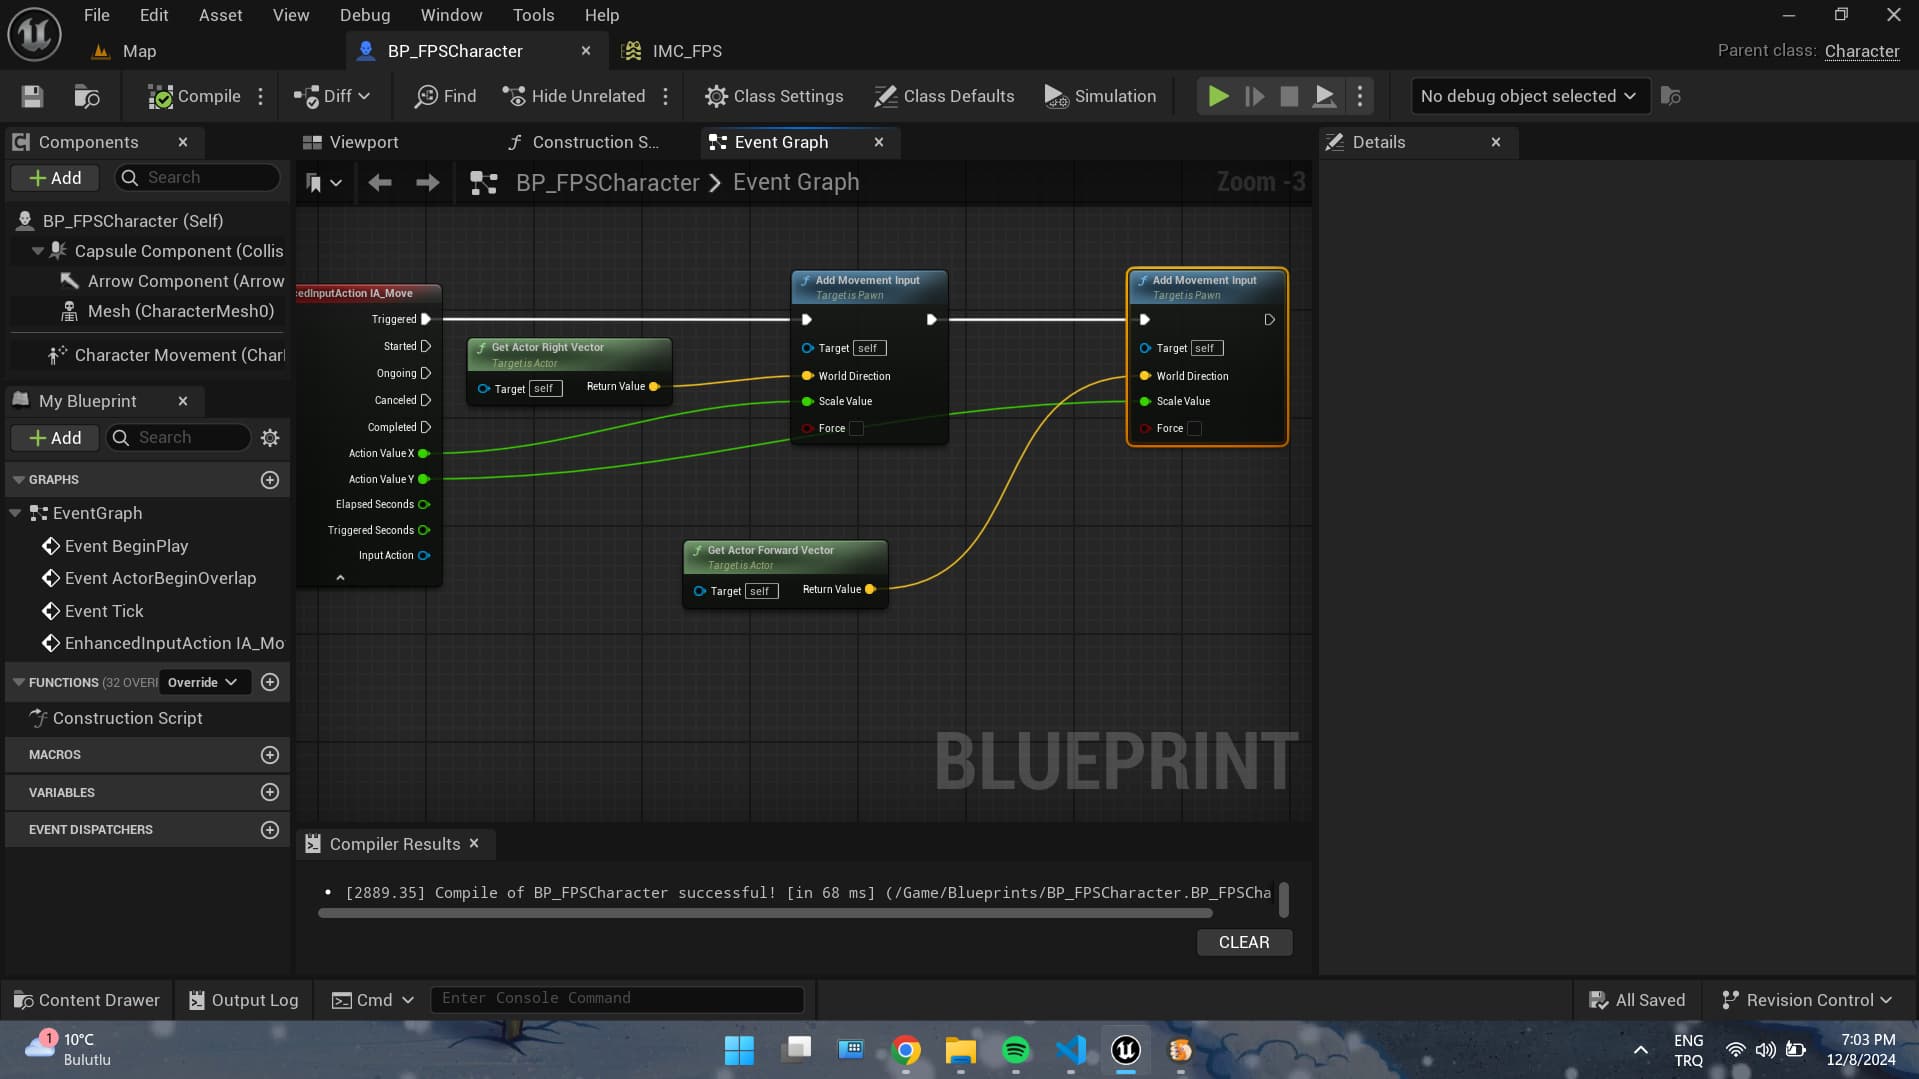 File Edit Asset View Debug Window Tools Help
Map
BP_FPSCharacter
IMC_FPS
Parent class: Character
Compile
Diff
Find
Hide Unrelated
Class Settings
Class Defaults
Simulation
No debug object selected
Components
Viewport
Construction S...
Event Graph
Details
Add
Search
BP_FPSCharacter > Event Graph
Zoom -3
BP_FPSCharacter (Self)
Capsule Component (Collis
Arrow Component (Arrow
Mesh (CharacterMesh0)
Character Movement (Char
My Blueprint
Add
Search
GRAPHS
EventGraph
Event BeginPlay
Event ActorBeginOverlap
Event Tick
EnhancedInputAction IA_Mo
FUNCTIONS (32 OVERR
Override
Construction Script
MACROS
VARIABLES
EVENT DISPATCHERS
cedInputAction IA_Move
Triggered
Started
Ongoing
Canceled
Completed
Action Value X
Action Value Y
Elapsed Seconds
Triggered Seconds
Input Action
Get Actor Right Vector
Target is Actor
Target self
Return Value
Add Movement Input
Target is Pawn
Target self
World Direction
Scale Value
Force
Add Movement Input
Target is Pawn
Target self
World Direction
Scale Value
Force
Get Actor Forward Vector
Target is Actor
Target self
Return Value
BLUEPRINT
Compiler Results
• [2889.35] Compile of BP_FPSCharacter successful! [in 68 ms] (/Game/Blueprints/BP_FPSCharacter.BP_FPSCha
CLEAR
Content Drawer
Output Log
Cmd
Enter Console Command
All Saved
Revision Control
1
10°C
Bulutlu
ENG
TRQ
7:03 PM
12/8/2024